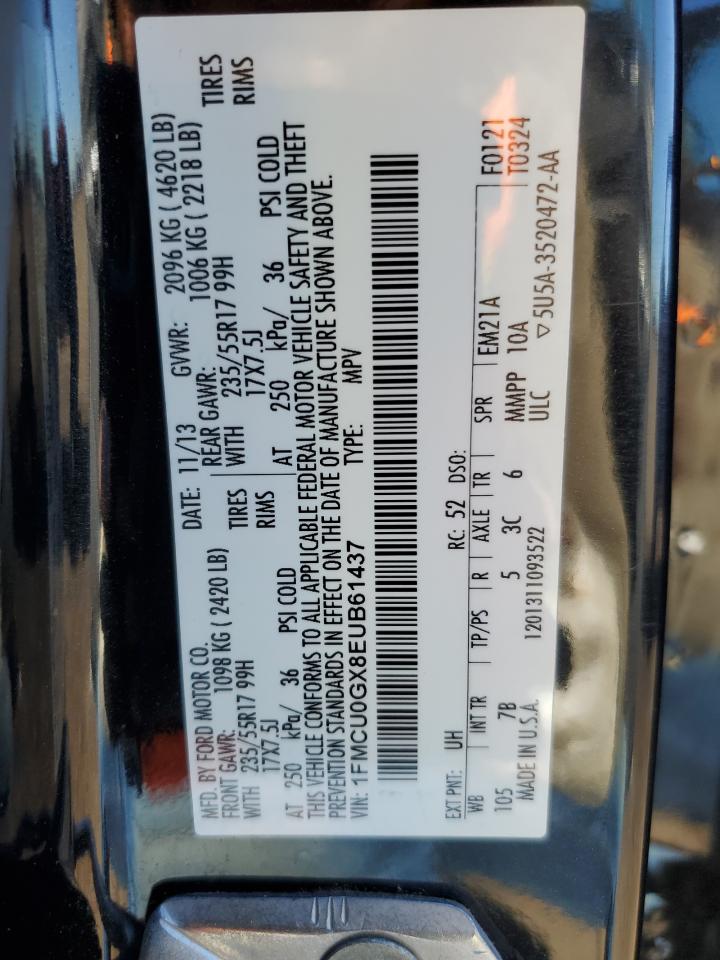 MFD. BY FORD MOTOR CO. DATE: 11/13 GVWR: 2096 KG ( 4620 LB)
FRONT GAWR: 1098 KG ( 2420 LB) REAR GAWR: 1006 KG ( 2218 LB)
WITH 235/55R17 99H TIRES WITH 235/55R17 99H TIRES
17X7.5J RIMS 17X7.5J RIMS
AT 250 kPa/ 36 PSI COLD AT 250 kPa/ 36 PSI COLD
THIS VEHICLE CONFORMS TO ALL APPLICABLE FEDERAL MOTOR VEHICLE SAFETY AND THEFT
PREVENTION STANDARDS IN EFFECT ON THE DATE OF MANUFACTURE SHOWN ABOVE.
VIN: 1FMCU0GX8EUB61437 TYPE: MPV
EXT PNT: UH RC: 52 DSO:
WB INT TR TP/PS R AXLE TR SPR EM21A F0121
105 7B 5 3C 6 MMPP 10A T0324
MADE IN U.S.A. 1201311093522 ULC ▽5U5A-3520472-AA